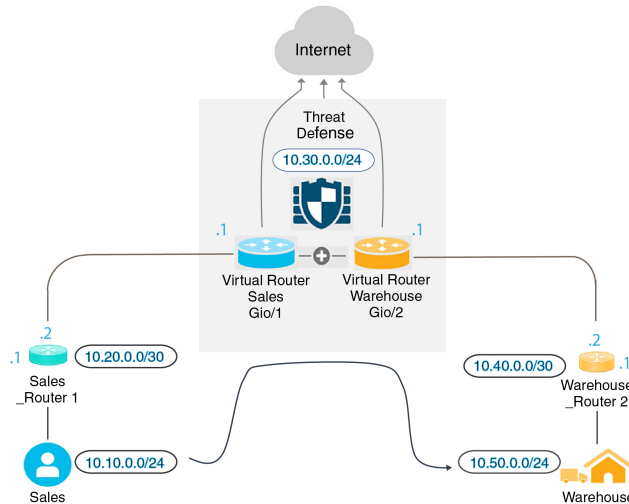 Internet
Threat
Defense
10.30.0.0/24
.1
.1
Virtual Router
Sales
Gio/1
Virtual Router
Warehouse
Gio/2
.2
.1
10.20.0.0/30
Sales
_Router 1
.2
10.40.0.0/30
.1
Warehouse
_Router 2
10.10.0.0/24
Sales
10.50.0.0/24
Warehouse